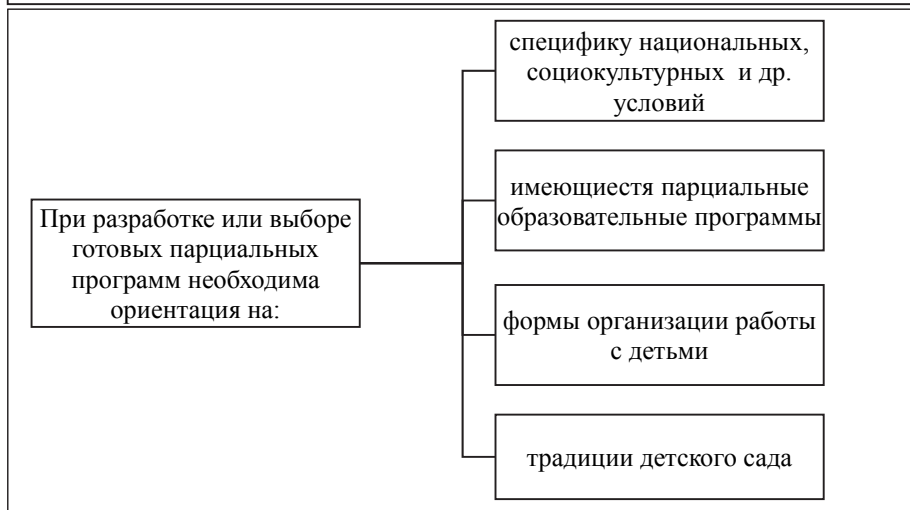 При разработке или выборе
готовых парциальных
программ необходима
ориентация на:
специфику национальных,
социокультурных и др.
условий
имеющиестя парциальные
образовательные программы
формы организации работы
с детьми
традиции детского сада